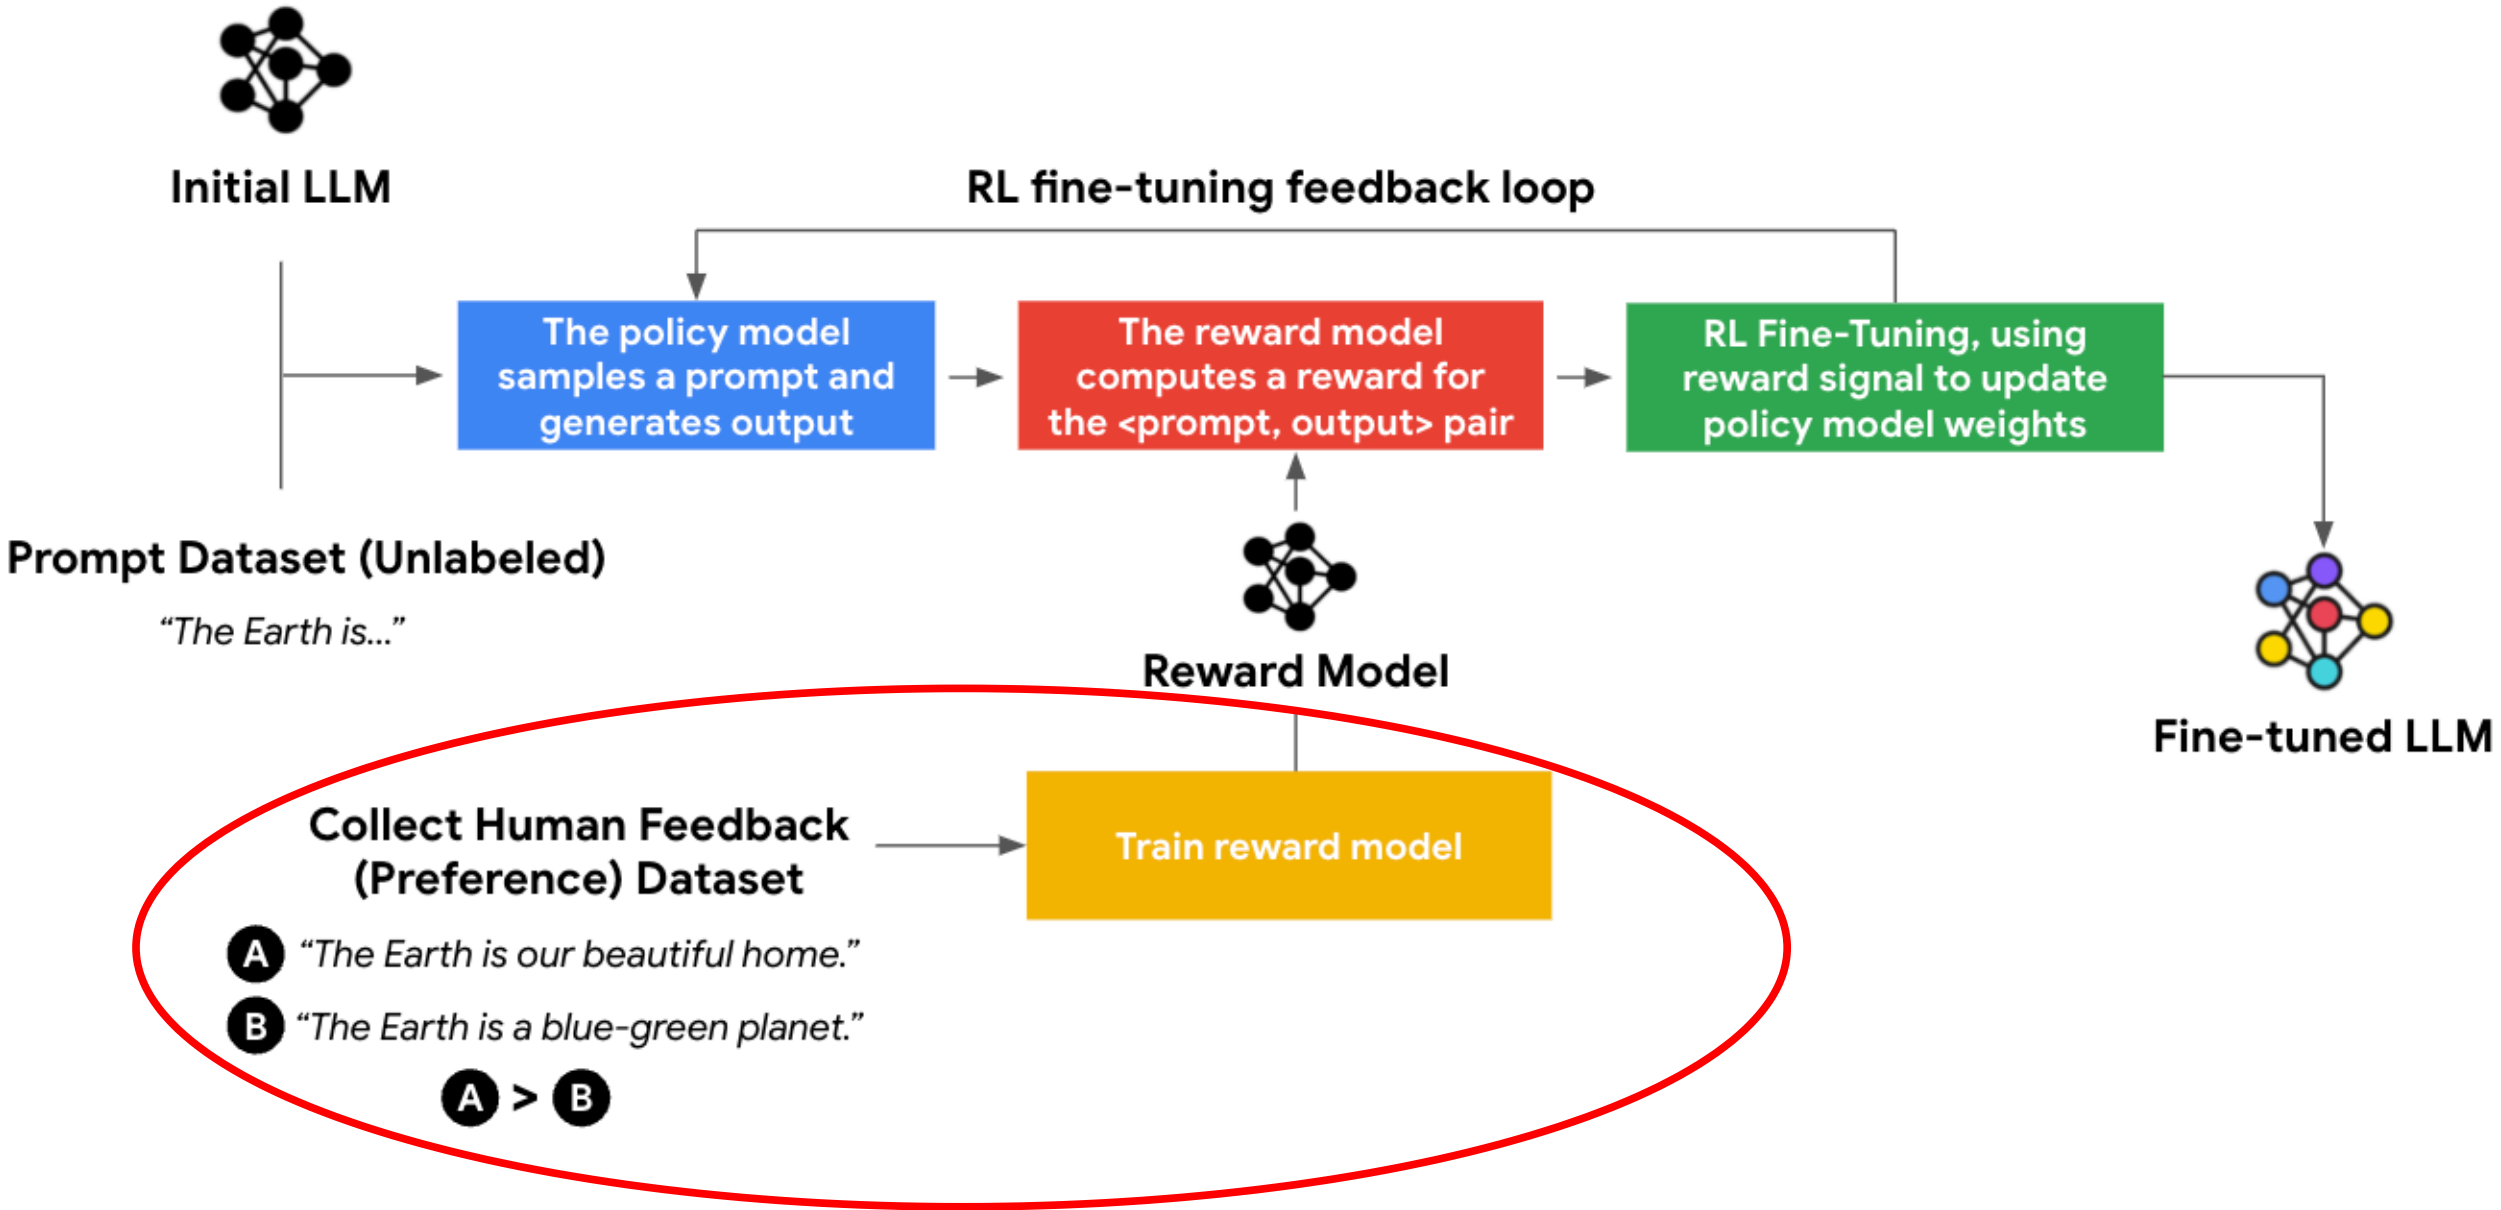 Initial LLM
RL fine-tuning feedback loop
The policy model
samples a prompt and
generates output
The reward model
computes a reward for
the <prompt, output> pair
RL Fine-Tuning, using
reward signal to update
policy model weights
Prompt Dataset (Unlabeled)
“The Earth is...”
Reward Model
Fine-tuned LLM
Collect Human Feedback
(Preference) Dataset
Train reward model
A “The Earth is our beautiful home.”
B “The Earth is a blue-green planet.”
A > B